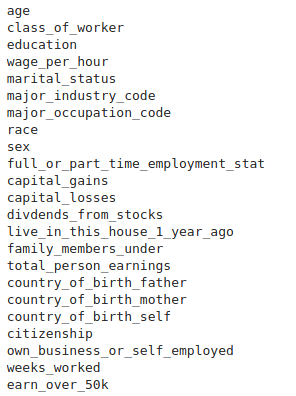 age
class_of_worker
education
wage_per_hour
marital_status
major_industry_code
major_occupation_code
race
sex
full_or_part_time_employment_stat
capital_gains
capital_losses
divdends_from_stocks
live_in_this_house_1_year_ago
family_members_under
total_person_earnings
country_of_birth_father
country_of_birth_mother
country_of_birth_self
citizenship
own_business_or_self_employed
weeks_worked
earn_over_50k